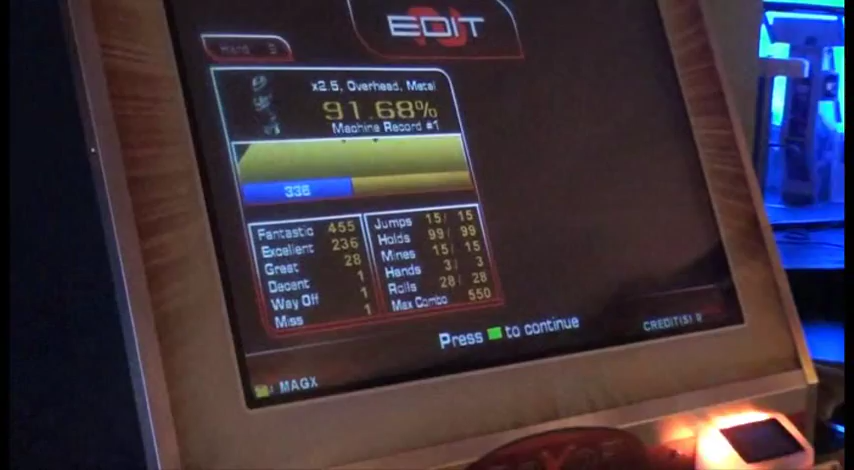 EDIT
Hard 9
x2.5, Overhead, Metal
91.68%
Machine Record #1
336
Fantastic 455
Excellent 236
Great 28
Decent 1
Way Off 1
Miss 1
Jumps 15/ 15
Holds 99/ 99
Mines 15/ 15
Hands 3/ 3
Rolls 28/ 28
Max Combo 550
Press to continue
: MAGX
CREDIT(S) 0